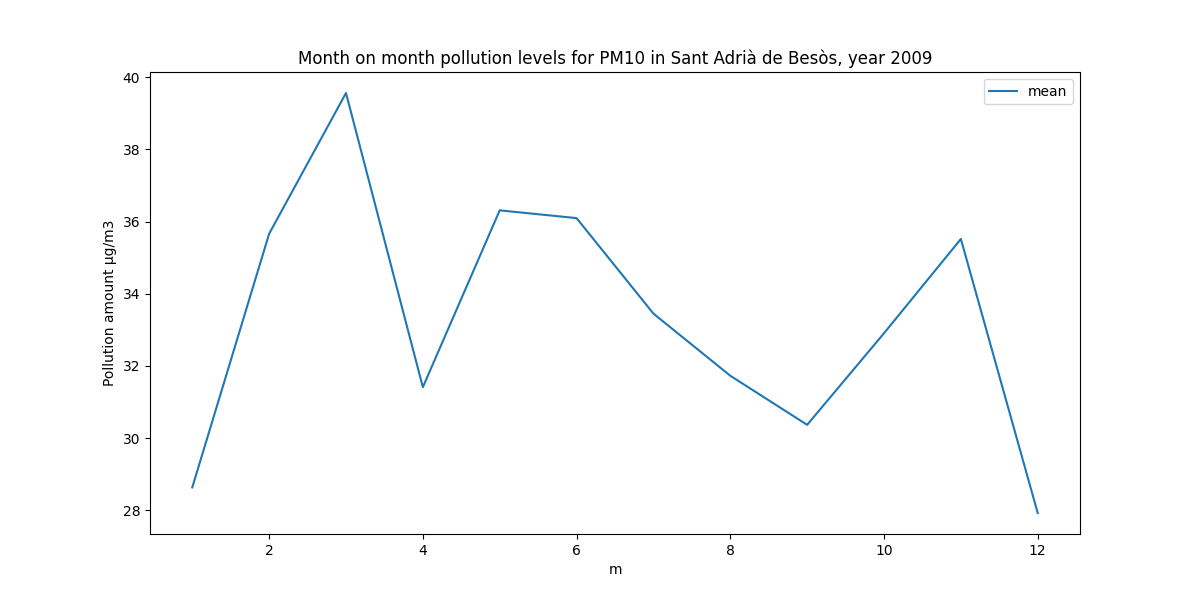 Month on month pollution levels for PM10 in Sant Adrià de Besòs, year 2009
mean
Pollution amount µg/m3
40
38
36
34
32
30
28
2 4 6 8 10 12
m